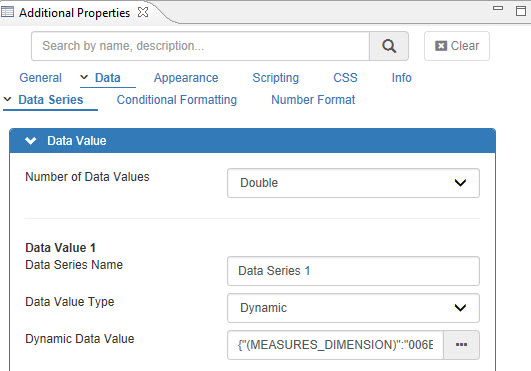 Additional Properties
Search by name, description...
Clear
General Data Appearance Scripting CSS Info
Data Series Conditional Formatting Number Format
Data Value
Number of Data Values Double
Data Value 1
Data Series Name Data Series 1
Data Value Type Dynamic
Dynamic Data Value {"(MEASURES_DIMENSION)":"006E